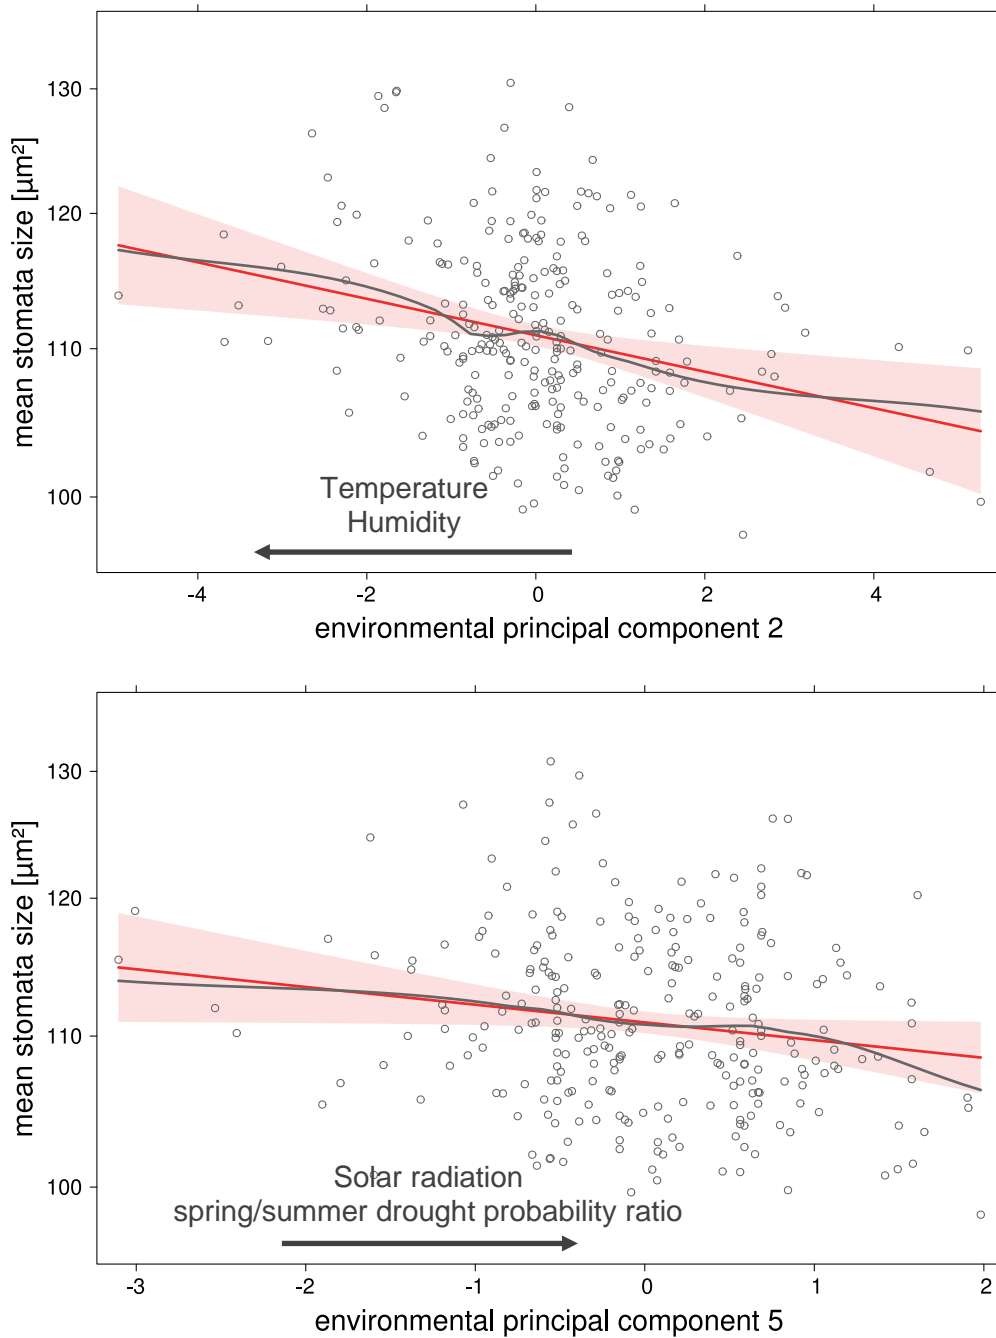 130
120
110
100
mean stomata size [µm²]
Temperature
Humidity
-4
-2
0
2
4
environmental principal component 2
130
120
110
100
mean stomata size [µm²]
Solar radiation
spring/summer drought probability ratio
-3
-2
-1
0
1
2
environmental principal component 5